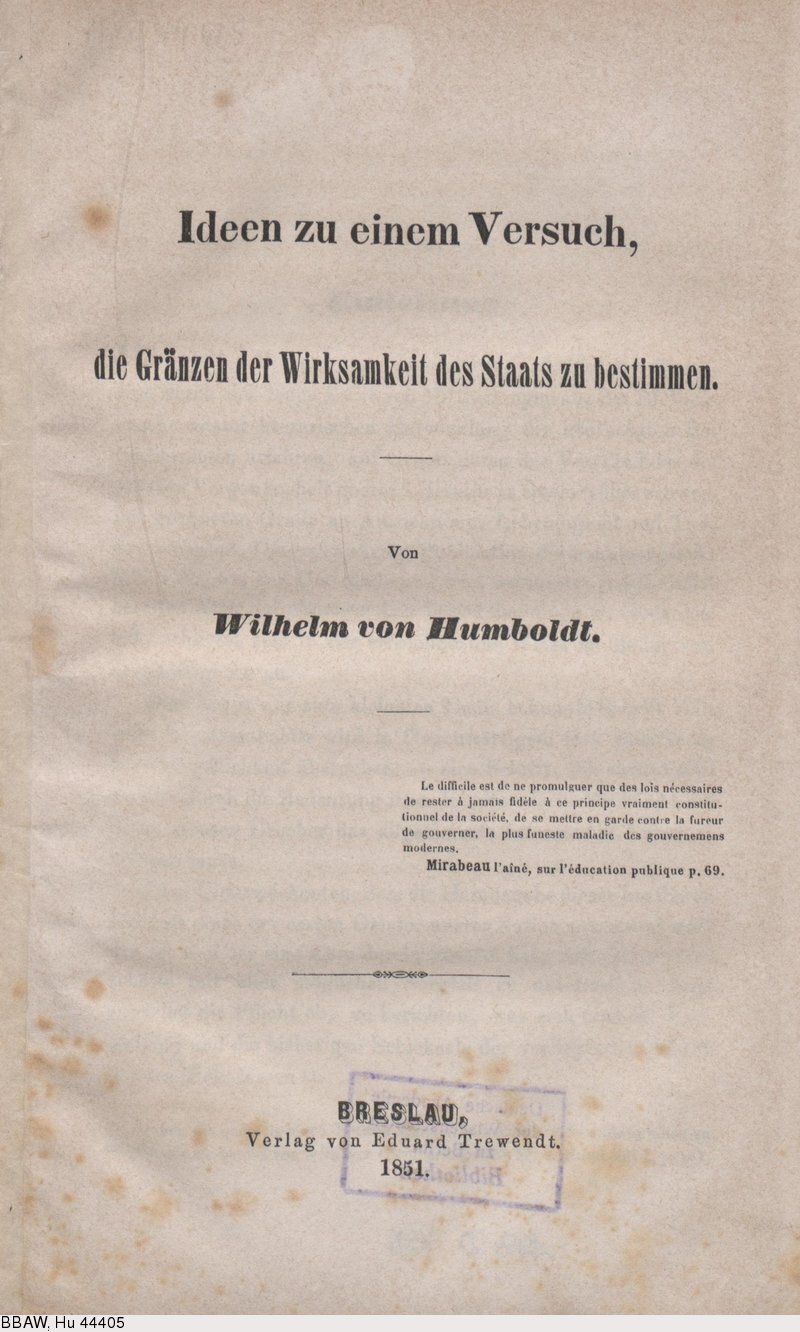 Ideen zu einem Versuch,
die Gränzen der Wirksamkeit des Staats zu bestimmen.
Von
Wilhelm von Humboldt.
Le difficile est de ne promulguer que des lois nécessaires
de rester à jamais fidèle à ce principe vraiment constitu-
tionnel de la société, de se mettre en garde contre la fureur
de gouverner, la plus funeste maladie des gouvernemens
modernes.
Mirabeau l'aîné, sur l'éducation publique p. 69.
BRESLAU,
Verlag von Eduard Trewendt.
1851.
BBAW, Hu 44405